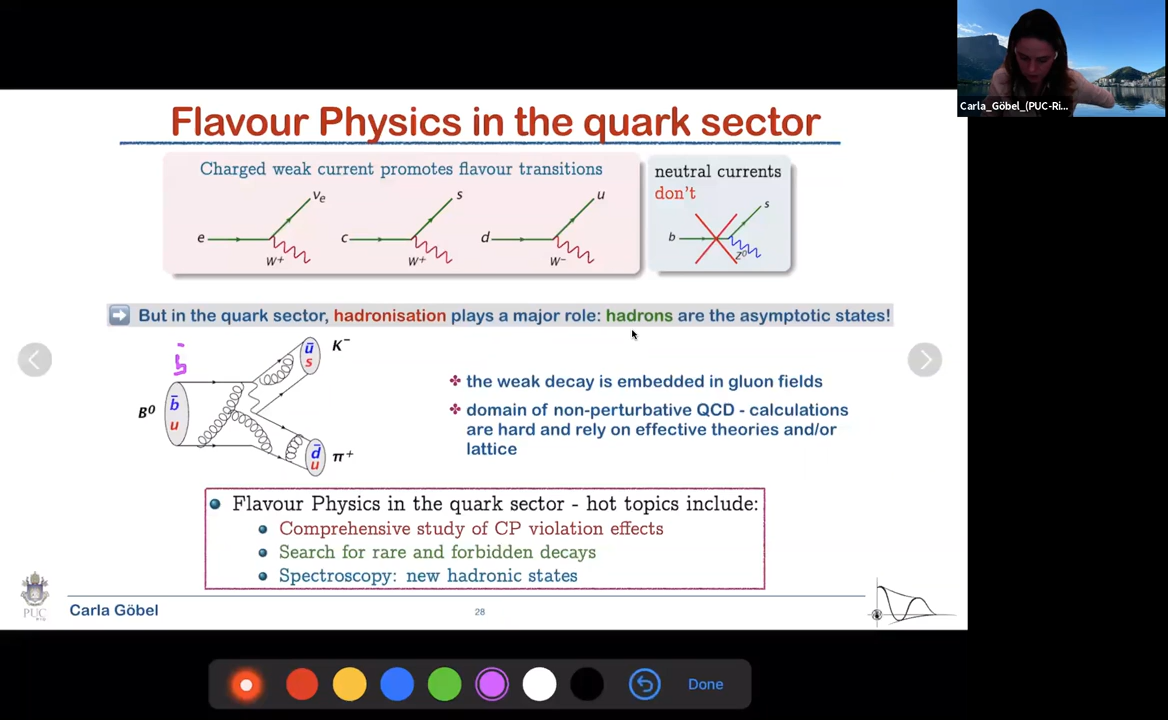 Carla_Göbel_(PUC-Ri...
Flavour Physics in the quark sector
Charged weak current promotes flavour transitions
neutral currents
don't
e νe W+
c s W+
d u W-
b s Z0
But in the quark sector, hadronisation plays a major role: hadrons are the asymptotic states!
B0 b̄ u
ū s K-
d̄ u π+
the weak decay is embedded in gluon fields
domain of non-perturbative QCD - calculations
are hard and rely on effective theories and/or
lattice
Flavour Physics in the quark sector - hot topics include:
Comprehensive study of CP violation effects
Search for rare and forbidden decays
Spectroscopy: new hadronic states
PUC
Carla Göbel
28
Done